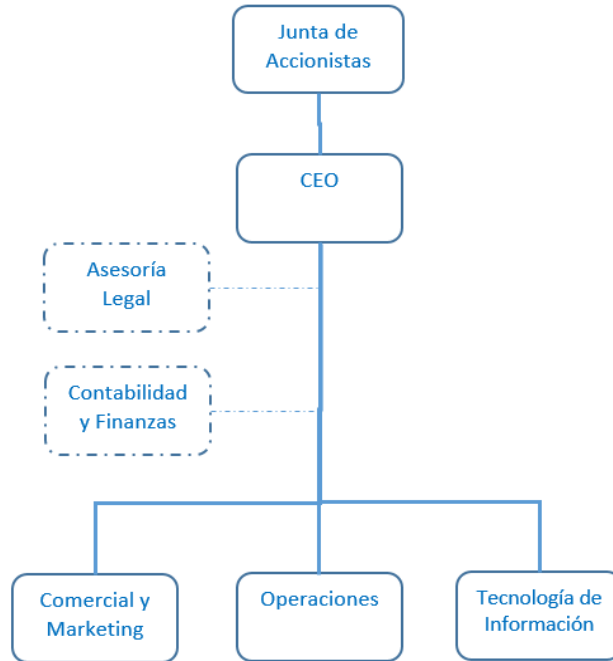 Junta de
Accionistas
CEO
Asesoría
Legal
Contabilidad
y Finanzas
Comercial y
Marketing
Operaciones
Tecnología de
Información